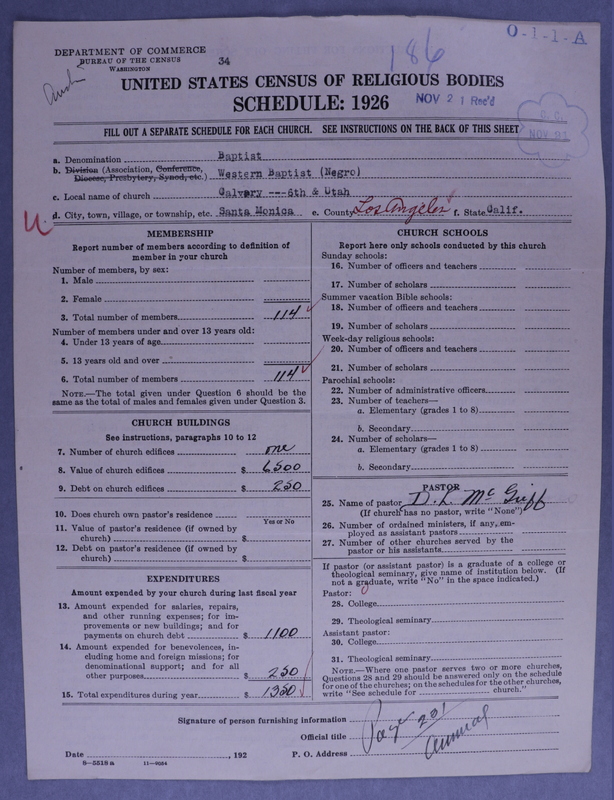 DEPARTMENT OF COMMERCE
BUREAU OF THE CENSUS
WASHINGTON
34
186
O-1-1-A
UNITED STATES CENSUS OF RELIGIOUS BODIES
SCHEDULE: 1926
NOV 21 Rec'd
FILL OUT A SEPARATE SCHEDULE FOR EACH CHURCH. SEE INSTRUCTIONS ON THE BACK OF THIS SHEET
a. Denomination Baptist
b. Division (Association, Conference, Diocese, Presbytery, Synod, etc.) Western Baptist (Negro)
c. Local name of church Calvery ---6th & Utah
d. City, town, village, or township, etc. Santa Monica e. County Los Angeles f. State Calif.
MEMBERSHIP
Report number of members according to definition of
member in your church
Number of members, by sex:
1. Male
2. Female
3. Total number of members 114
Number of members under and over 13 years old:
4. Under 13 years of age
5. 13 years old and over
6. Total number of members 114
NOTE.—The total given under Question 6 should be
same as the total of males and females given under Question 3.
CHURCH BUILDINGS
See instructions, paragraphs 10 to 12
7. Number of church edifices one
8. Value of church edifices $ 6500
9. Debt on church edifices $ 250
10. Does church own pastor's residence
Yes or No
11. Value of pastor's residence (if owned by
church) $
12. Debt on pastor's residence (if owned by
church) $
EXPENDITURES
Amount expended by your church during last fiscal year
13. Amount expended for salaries, repairs,
and other running expenses; for im-
provements or new buildings; and for
payments on church debt $ 1100
14. Amount expended for benevolences, in-
cluding home and foreign missions; for
denominational support; and for all
other purposes $ 250
15. Total expenditures during year $ 1350
CHURCH SCHOOLS
Report here only schools conducted by this church
Sunday schools:
16. Number of officers and teachers
17. Number of scholars
Summer vacation Bible schools:
18. Number of officers and teachers
19. Number of scholars
Week-day religious schools:
20. Number of officers and teachers
21. Number of scholars
Parochial schools:
22. Number of administrative officers
23. Number of teachers—
a. Elementary (grades 1 to 8)
b. Secondary
24. Number of scholars—
a. Elementary (grades 1 to 8)
b. Secondary
PASTOR
25. Name of pastor D. L. McGriff
(If church has no pastor, write "None")
26. Number of ordained ministers, if any, em-
ployed as assistant pastors
27. Number of other churches served by the
pastor or his assistants
If pastor (or assistant pastor) is a graduate of a college or
theological seminary, give name of institution below. (If
not a graduate, write "No" in the space indicated.)
Pastor:
28. College
29. Theological seminary
Assistant pastor:
30. College
31. Theological seminary
NOTE.—Where one pastor serves two or more churches,
Questions 28 and 29 should be answered only on the schedule
for one of the churches; on the schedules for the other churches,
write "See schedule for church."
Signature of person furnishing information
Official title
Page 201
annual
Date , 192
P. O. Address
8-5518 a 11-9084